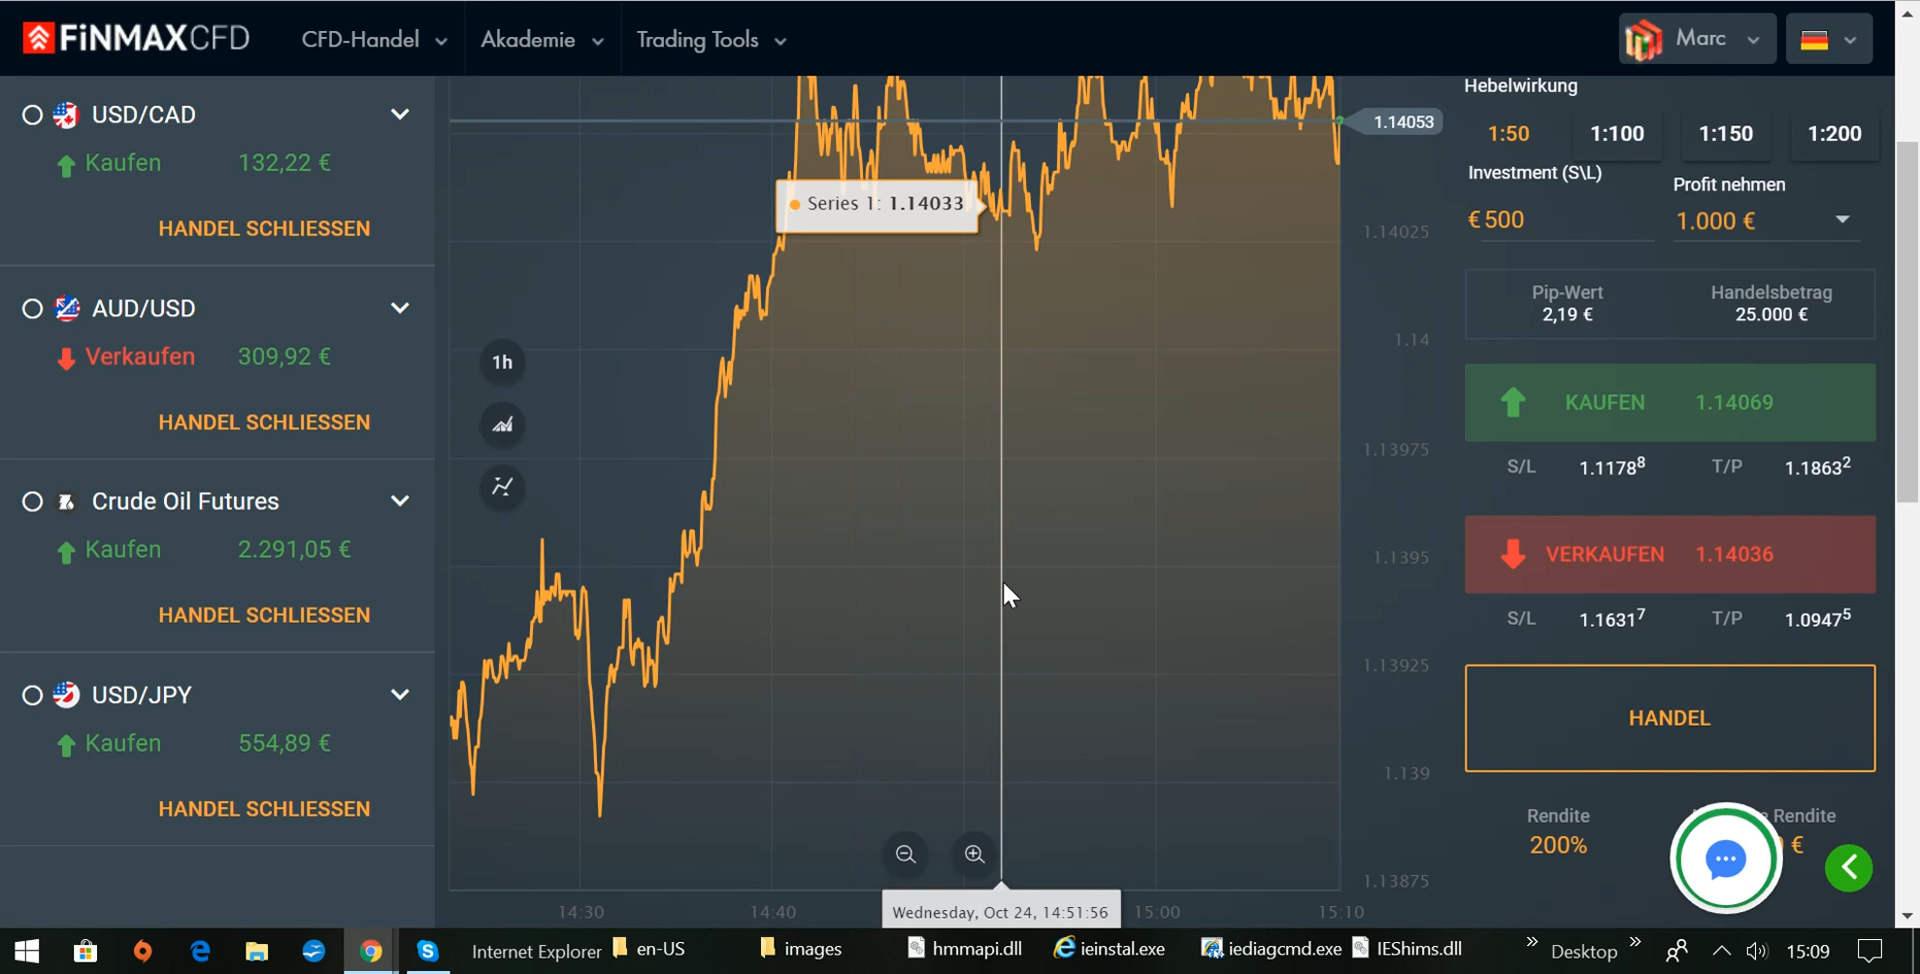 FiNMAXCFD
CFD-Handel
Akademie
Trading Tools
Marc
USD/CAD
Kaufen 132,22 €
HANDEL SCHLIESSEN
AUD/USD
Verkaufen 309,92 €
HANDEL SCHLIESSEN
Crude Oil Futures
Kaufen 2.291,05 €
HANDEL SCHLIESSEN
USD/JPY
Kaufen 554,89 €
HANDEL SCHLIESSEN
1.14053
Series 1: 1.14033
1.14025
1.14
1.13975
1.1395
1.13925
1.139
1.13875
1h
14:30 14:40 15:00 15:10
Wednesday, Oct 24, 14:51:56
Hebelwirkung
1:50 1:100 1:150 1:200
Investment (S\L)
Profit nehmen
€ 500
1.000 €
Pip-Wert Handelsbetrag
2,19 € 25.000 €
KAUFEN 1.14069
S/L 1.1178⁸ T/P 1.1863²
VERKAUFEN 1.14036
S/L 1.1631⁷ T/P 1.0947⁵
HANDEL
Rendite Rendite
200% €
Internet Explorer en-US images hmmapi.dll ieinstal.exe iediagcmd.exe IEShims.dll » Desktop » 15:09